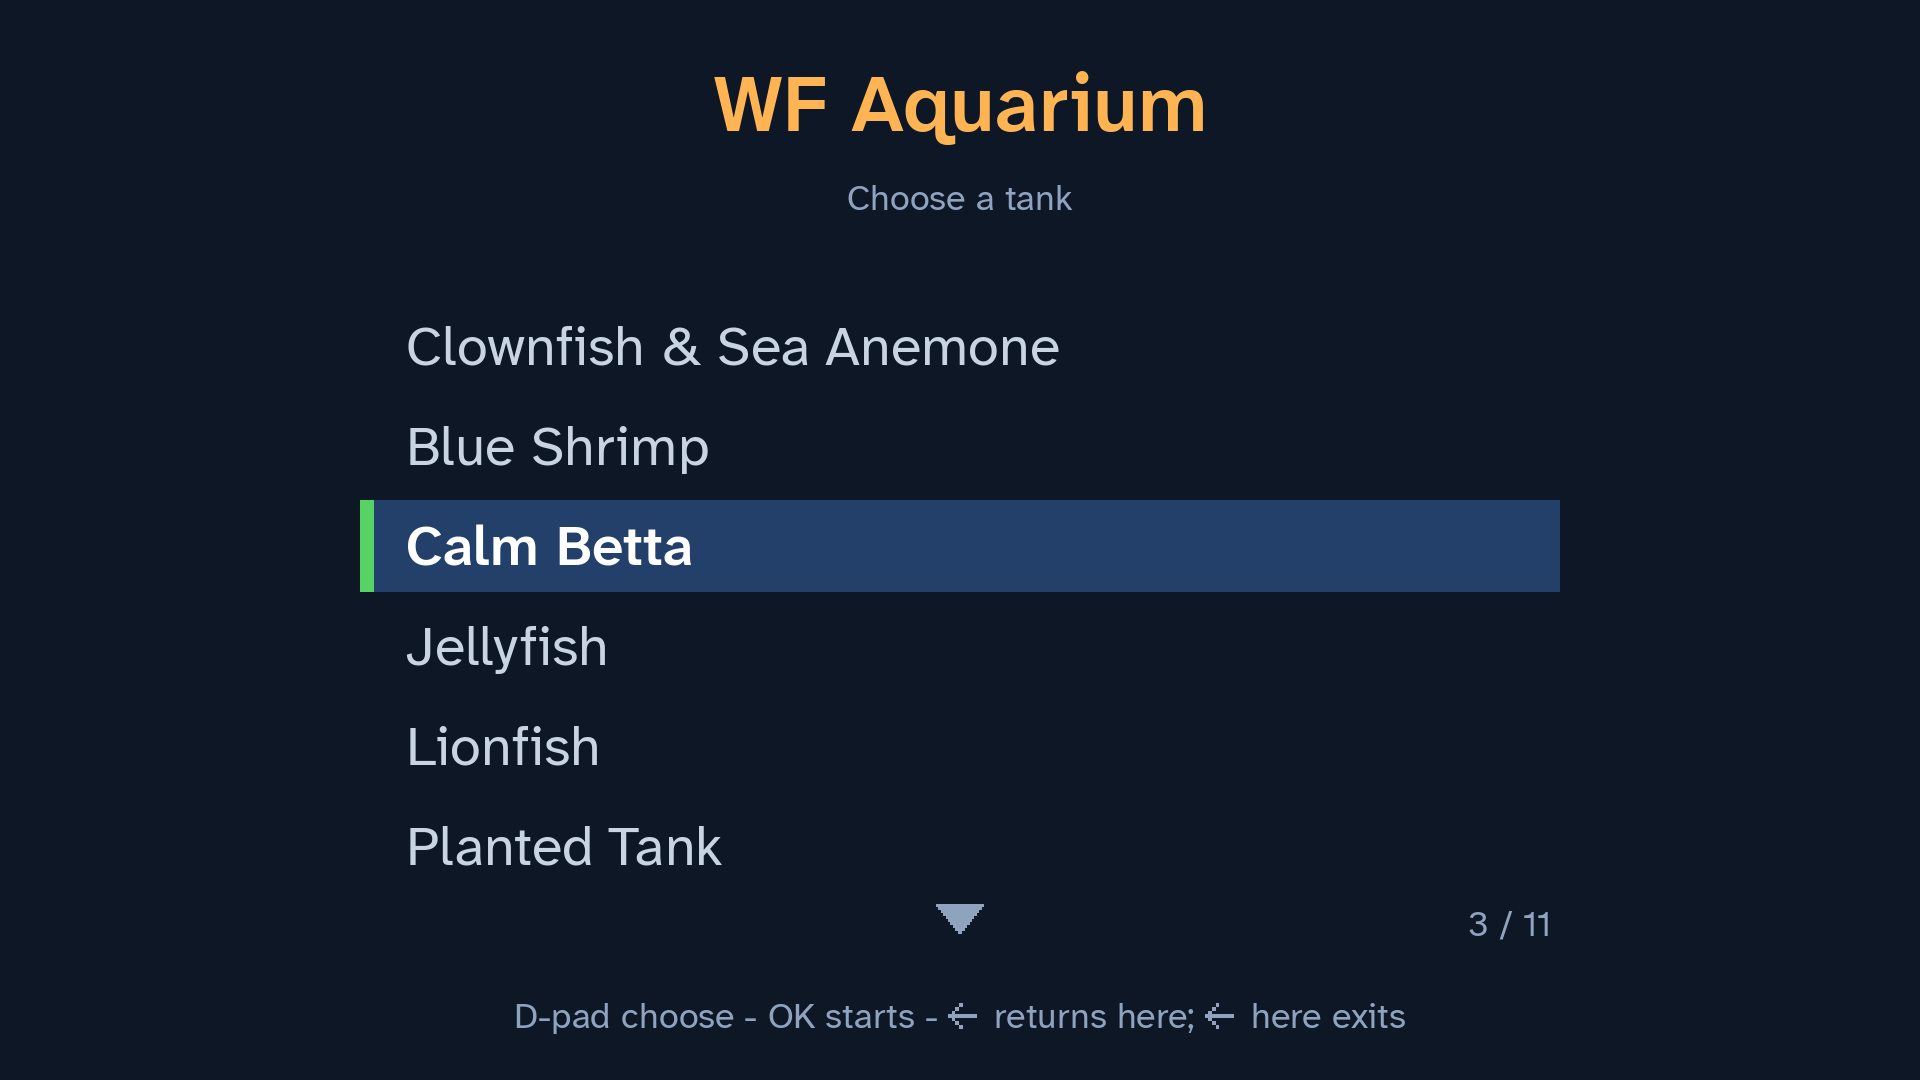 WF Aquarium
Choose a tank
Clownfish & Sea Anemone
Blue Shrimp
Calm Betta
Jellyfish
Lionfish
Planted Tank
3 / 11
D-pad choose - OK starts - ← returns here; ← here exits